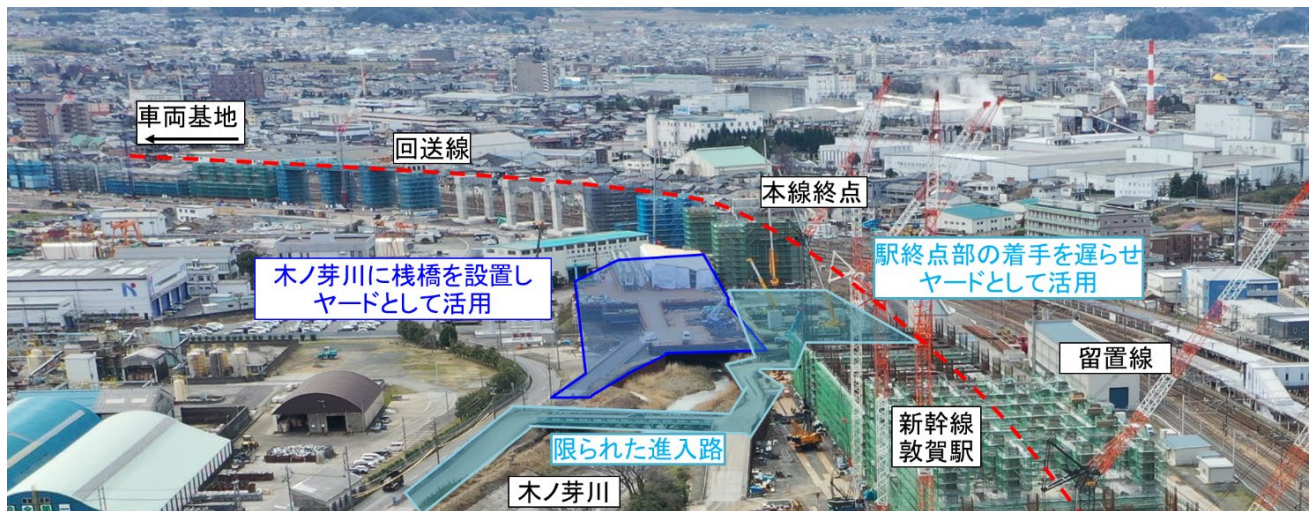 車両基地
回送線
本線終点
木ノ芽川に桟橋を設置し
ヤードとして活用
駅終点部の着手を遅らせ
ヤードとして活用
留置線
新幹線
敦賀駅
限られた進入路
木ノ芽川